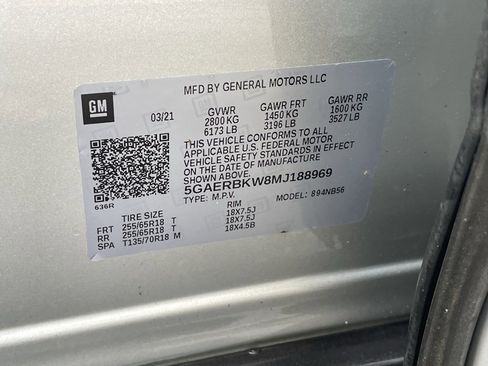 GM
MFD BY GENERAL MOTORS LLC
03/21 GVWR GAWR FRT GAWR RR
2800 KG 1450 KG 1600 KG
6173 LB 3196 LB 3527 LB
THIS VEHICLE CONFORMS TO ALL
APPLICABLE U.S. FEDERAL MOTOR
VEHICLE SAFETY STANDARDS IN EFFECT
ON THE DATE OF MANUFACTURE
SHOWN ABOVE.
5GAERBKW8MJ188969
TYPE: M.P.V. MODEL: 894NB56
636R
TIRE SIZE RIM
FRT 255/65R18 T 18X7.5J
RR 255/65R18 T 18X7.5J
SPA T135/70R18 M 18X4.5B